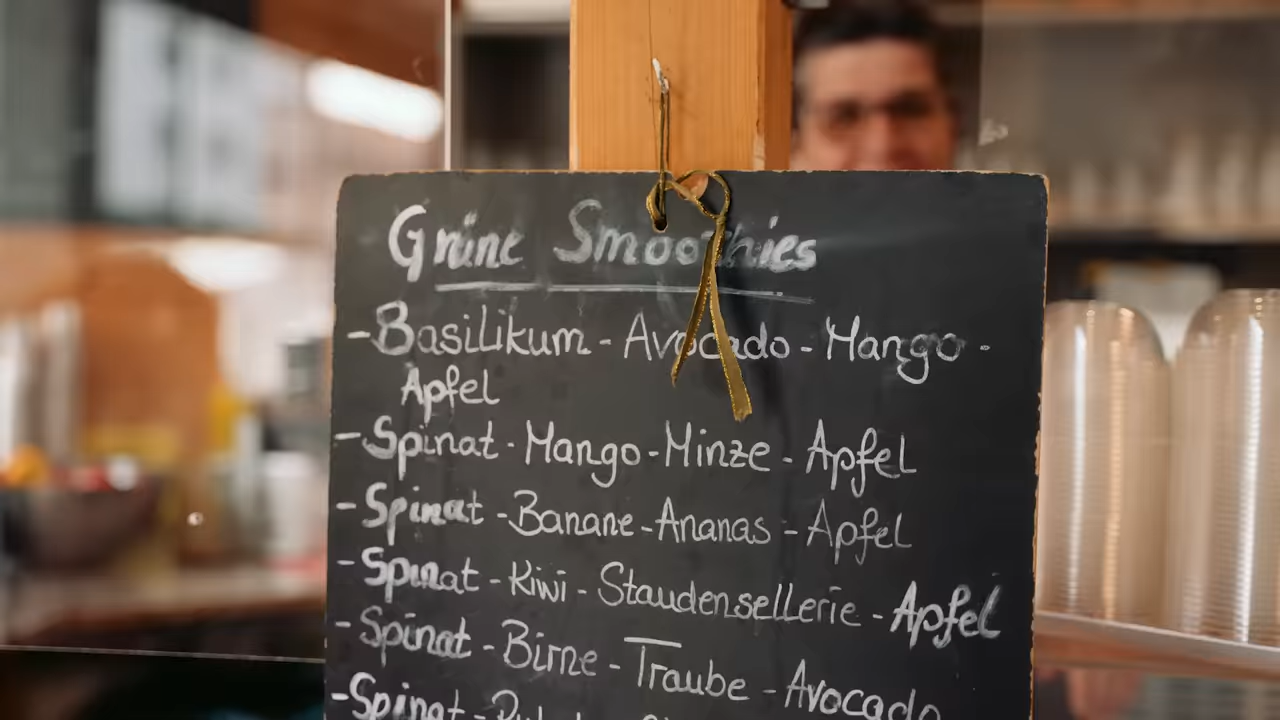 Grüne Smoothies
-Basilikum - Avocado - Mango -
Apfel
-Spinat - Mango - Minze - Apfel
-Spinat - Banane - Ananas - Apfel
-Spinat - Kiwi - Staudensellerie - Apfel
-Spinat - Birne - Traube - Avocado
-Spinat -